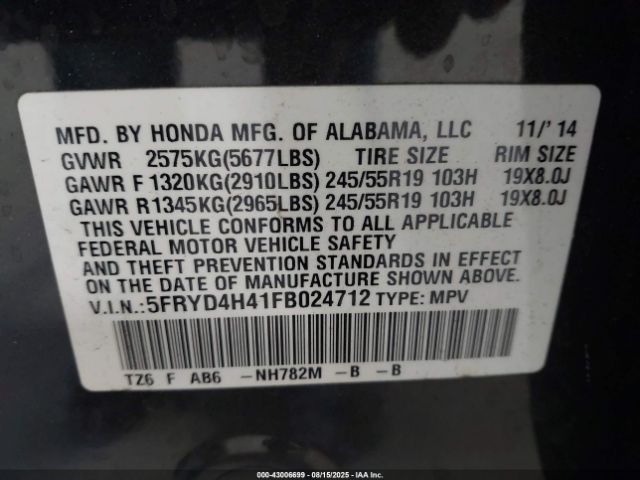 MFD. BY HONDA MFG. OF ALABAMA, LLC 11/' 14
GVWR 2575KG(5677LBS) TIRE SIZE RIM SIZE
GAWR F 1320KG(2910LBS) 245/55R19 103H 19X8.0J
GAWR R1345KG(2965LBS) 245/55R19 103H 19X8.0J
THIS VEHICLE CONFORMS TO ALL APPLICABLE
FEDERAL MOTOR VEHICLE SAFETY
AND THEFT PREVENTION STANDARDS IN EFFECT
ON THE DATE OF MANUFACTURE SHOWN ABOVE.
V.I.N.:5FRYD4H41FB024712 TYPE: MPV
TZ6 F AB6 -NH782M -B -B
000-43006699 - 08/15/2025 - IAA Inc.